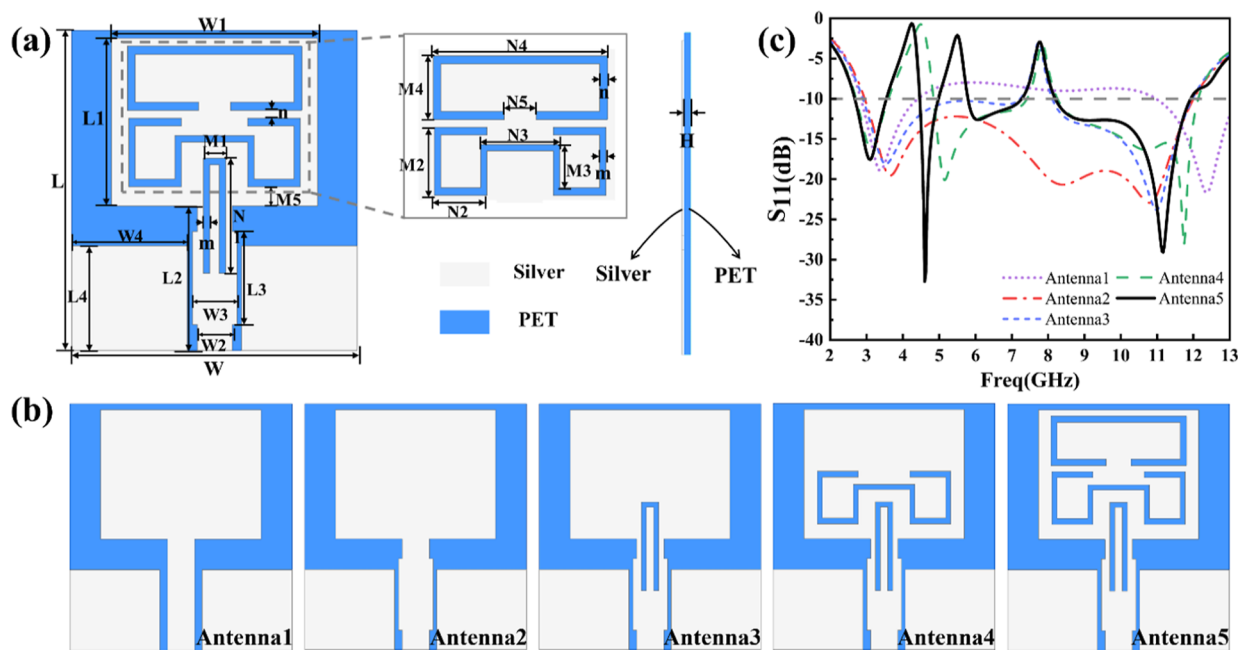 (a)
W1
L1
L
M1
n
M5
N
m
W4
L2
L3
L4
W3
W2
W
N4
M4
n
N5
N3
M2
M3
m
N2
Silver
PET
H
Silver
PET
(c)
S11(dB)
0
-5
-10
-15
-20
-25
-30
-35
-40
2 3 4 5 6 7 8 9 10 11 12 13
Freq(GHz)
Antenna1
Antenna2
Antenna3
Antenna4
Antenna5
(b)
Antenna1
Antenna2
Antenna3
Antenna4
Antenna5